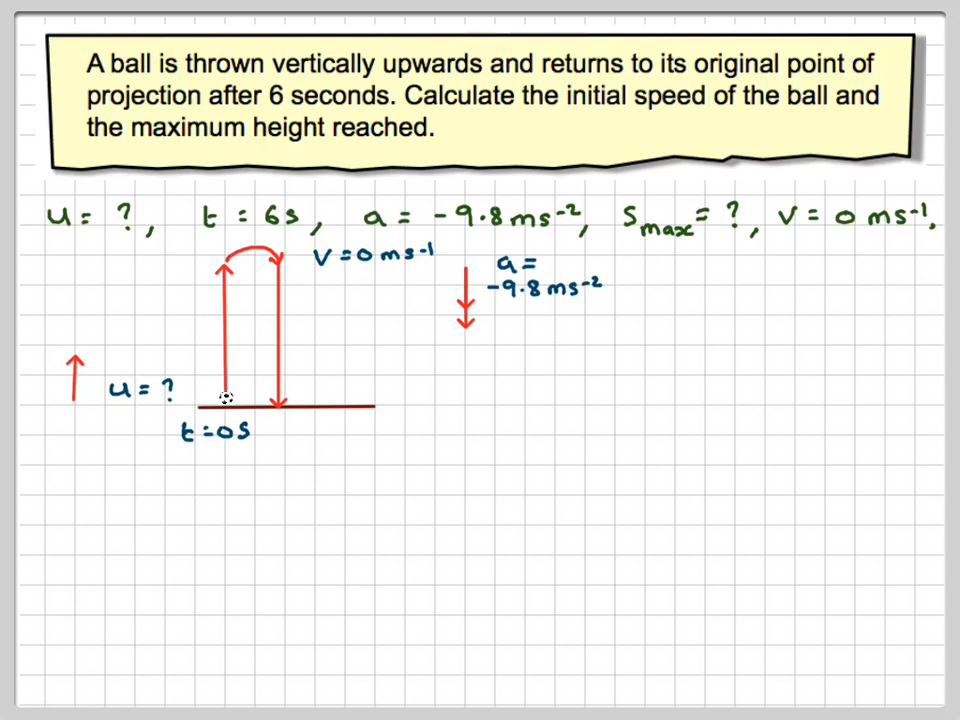 A ball is thrown vertically upwards and returns to its original point of
projection after 6 seconds. Calculate the initial speed of the ball and
the maximum height reached.
u = ?, t = 6s, a = -9.8 ms⁻², Smax = ?, v = 0 ms⁻¹,
v = 0 ms⁻¹
a =
-9.8 ms⁻²
u = ?
t = 0s